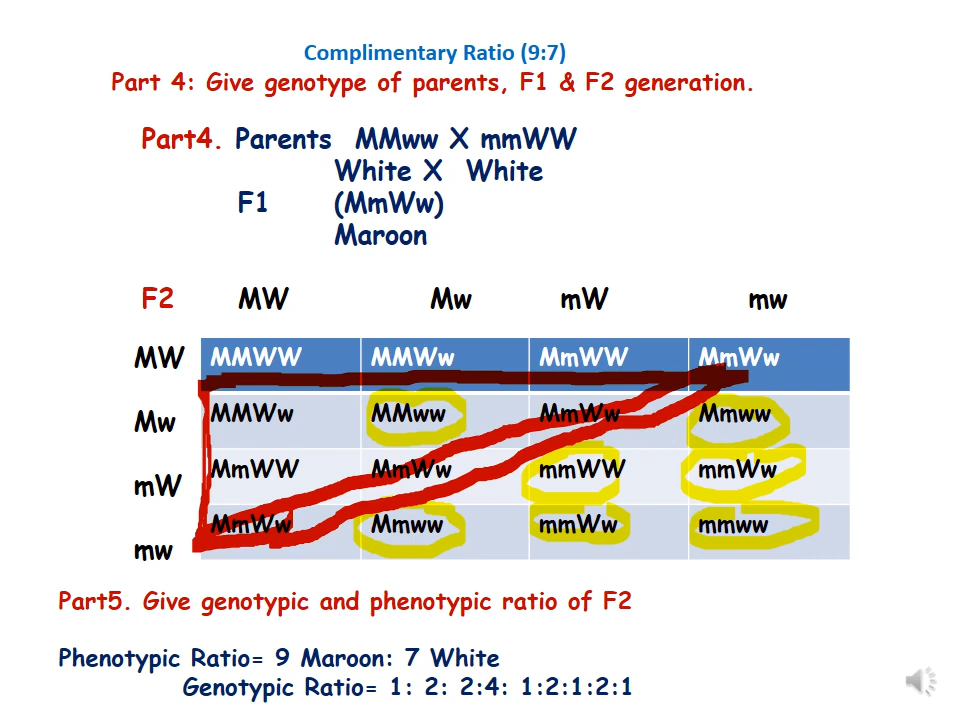 Complimentary Ratio (9:7)
Part 4: Give genotype of parents, F1 & F2 generation.
Part4. Parents MMww X mmWW
White X White
F1 (MmWw)
Maroon
F2 MW Mw mW mw
MW MMWW MMWw MmWW MmWw
Mw MMWw MMww MmWw Mmww
mW MmWW MmWw mmWW mmWw
mw MmWw Mmww mmWw mmww
Part5. Give genotypic and phenotypic ratio of F2
Phenotypic Ratio= 9 Maroon: 7 White
Genotypic Ratio= 1: 2: 2:4: 1:2:1:2:1